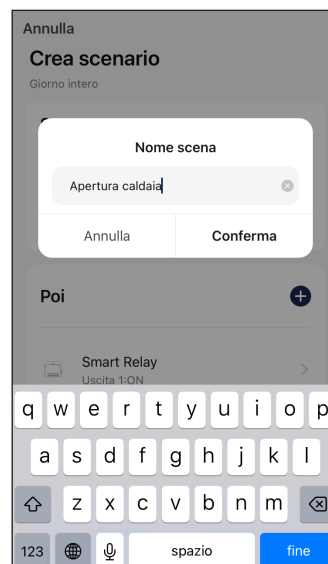 Annulla
Crea scenario
Giorno intero
Nome scena
Apertura caldaia
Annulla Conferma
Poi
Smart Relay
Uscita 1:ON
q w e r t y u i o p
a s d f g h j k l
z x c v b n m
123 spazio fine